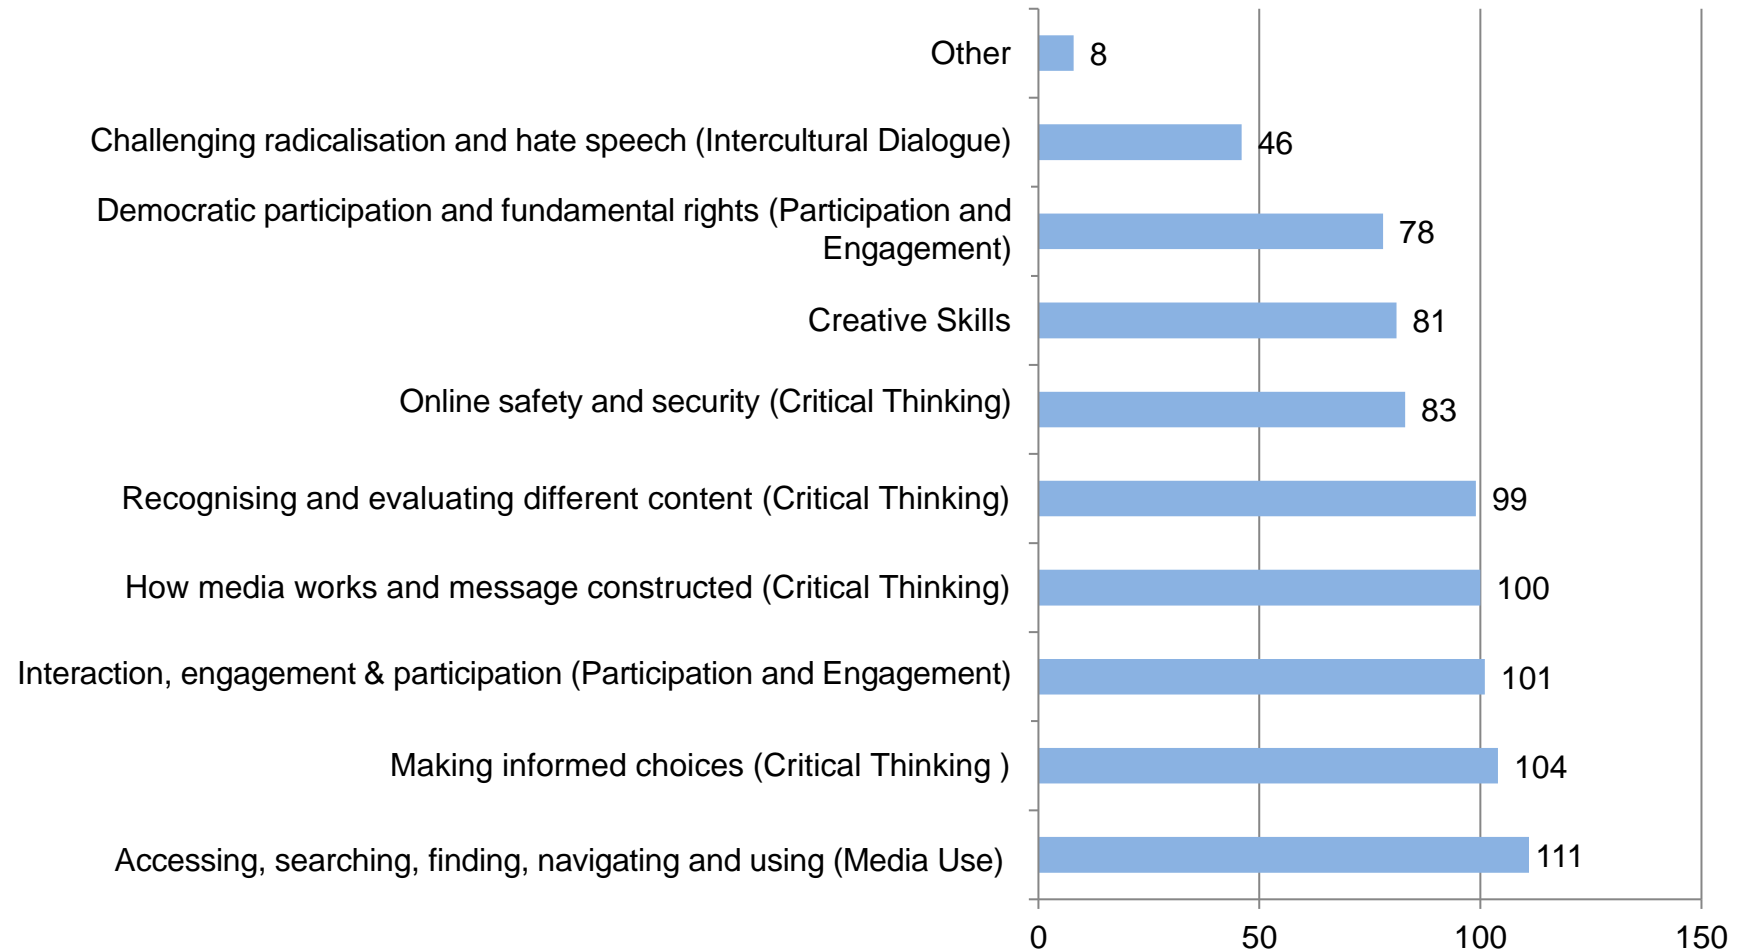 Other
8
Challenging radicalisation and hate speech (Intercultural Dialogue)
46
Democratic participation and fundamental rights (Participation and
Engagement)
78
Creative Skills
81
Online safety and security (Critical Thinking)
83
Recognising and evaluating different content (Critical Thinking)
99
How media works and message constructed (Critical Thinking)
100
Interaction, engagement & participation (Participation and Engagement)
101
Making informed choices (Critical Thinking )
104
Accessing, searching, finding, navigating and using (Media Use)
111
0 50 100 150